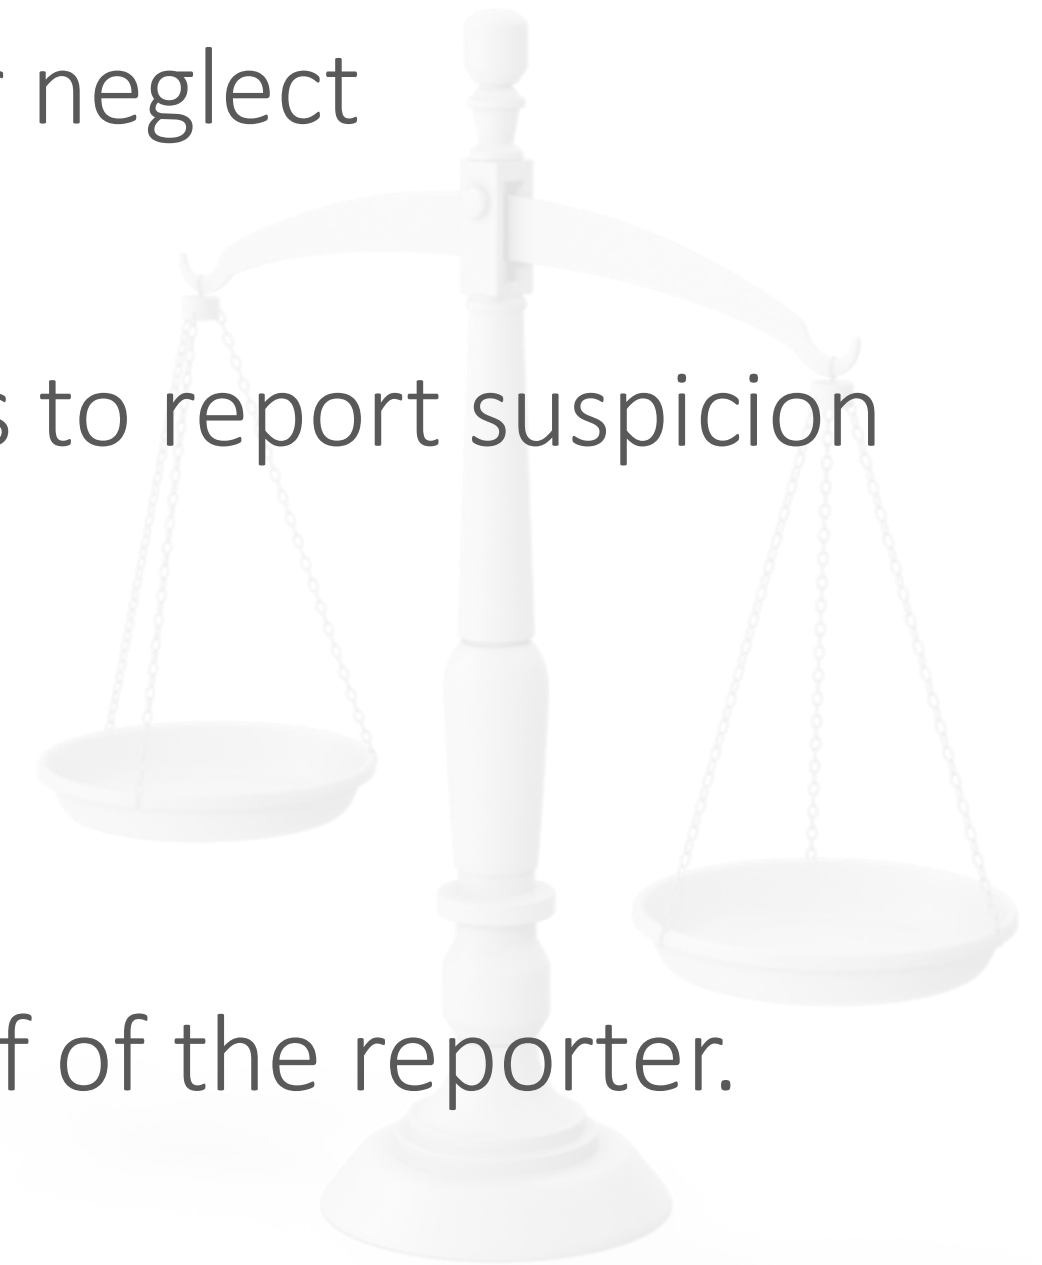 neglect
to report suspicion
of the reporter.